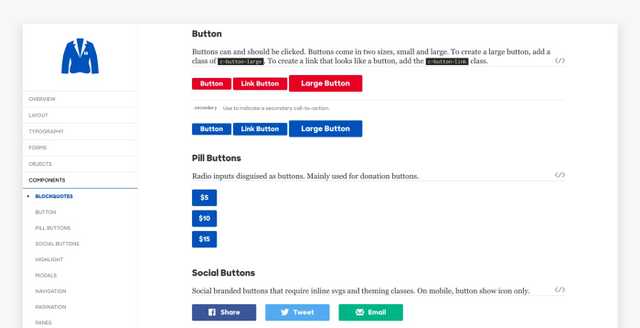 OVERVIEW
LAYOUT
TYPOGRAPHY
FORMS
OBJECTS
COMPONENTS
BLOCKQUOTES
BUTTON
PILL BUTTONS
SOCIAL BUTTONS
HIGHLIGHT
MODALS
NAVIGATION
PAGINATION
PANES
Button
Buttons can and should be clicked. Buttons come in two sizes, small and large. To create a large button, add a
class of c-button-large. To create a link that looks like a button, add the c-button-link class.
</>
Button Link Button Large Button
secondary Use to indicate a secondary call-to-action.
Button Link Button Large Button
Pill Buttons
Radio inputs disguised as buttons. Mainly used for donation buttons.
</>
$5
$10
$15
Social Buttons
Social branded buttons that require inline svgs and theming classes. On mobile, button show icon only.
</>
Share Tweet Email